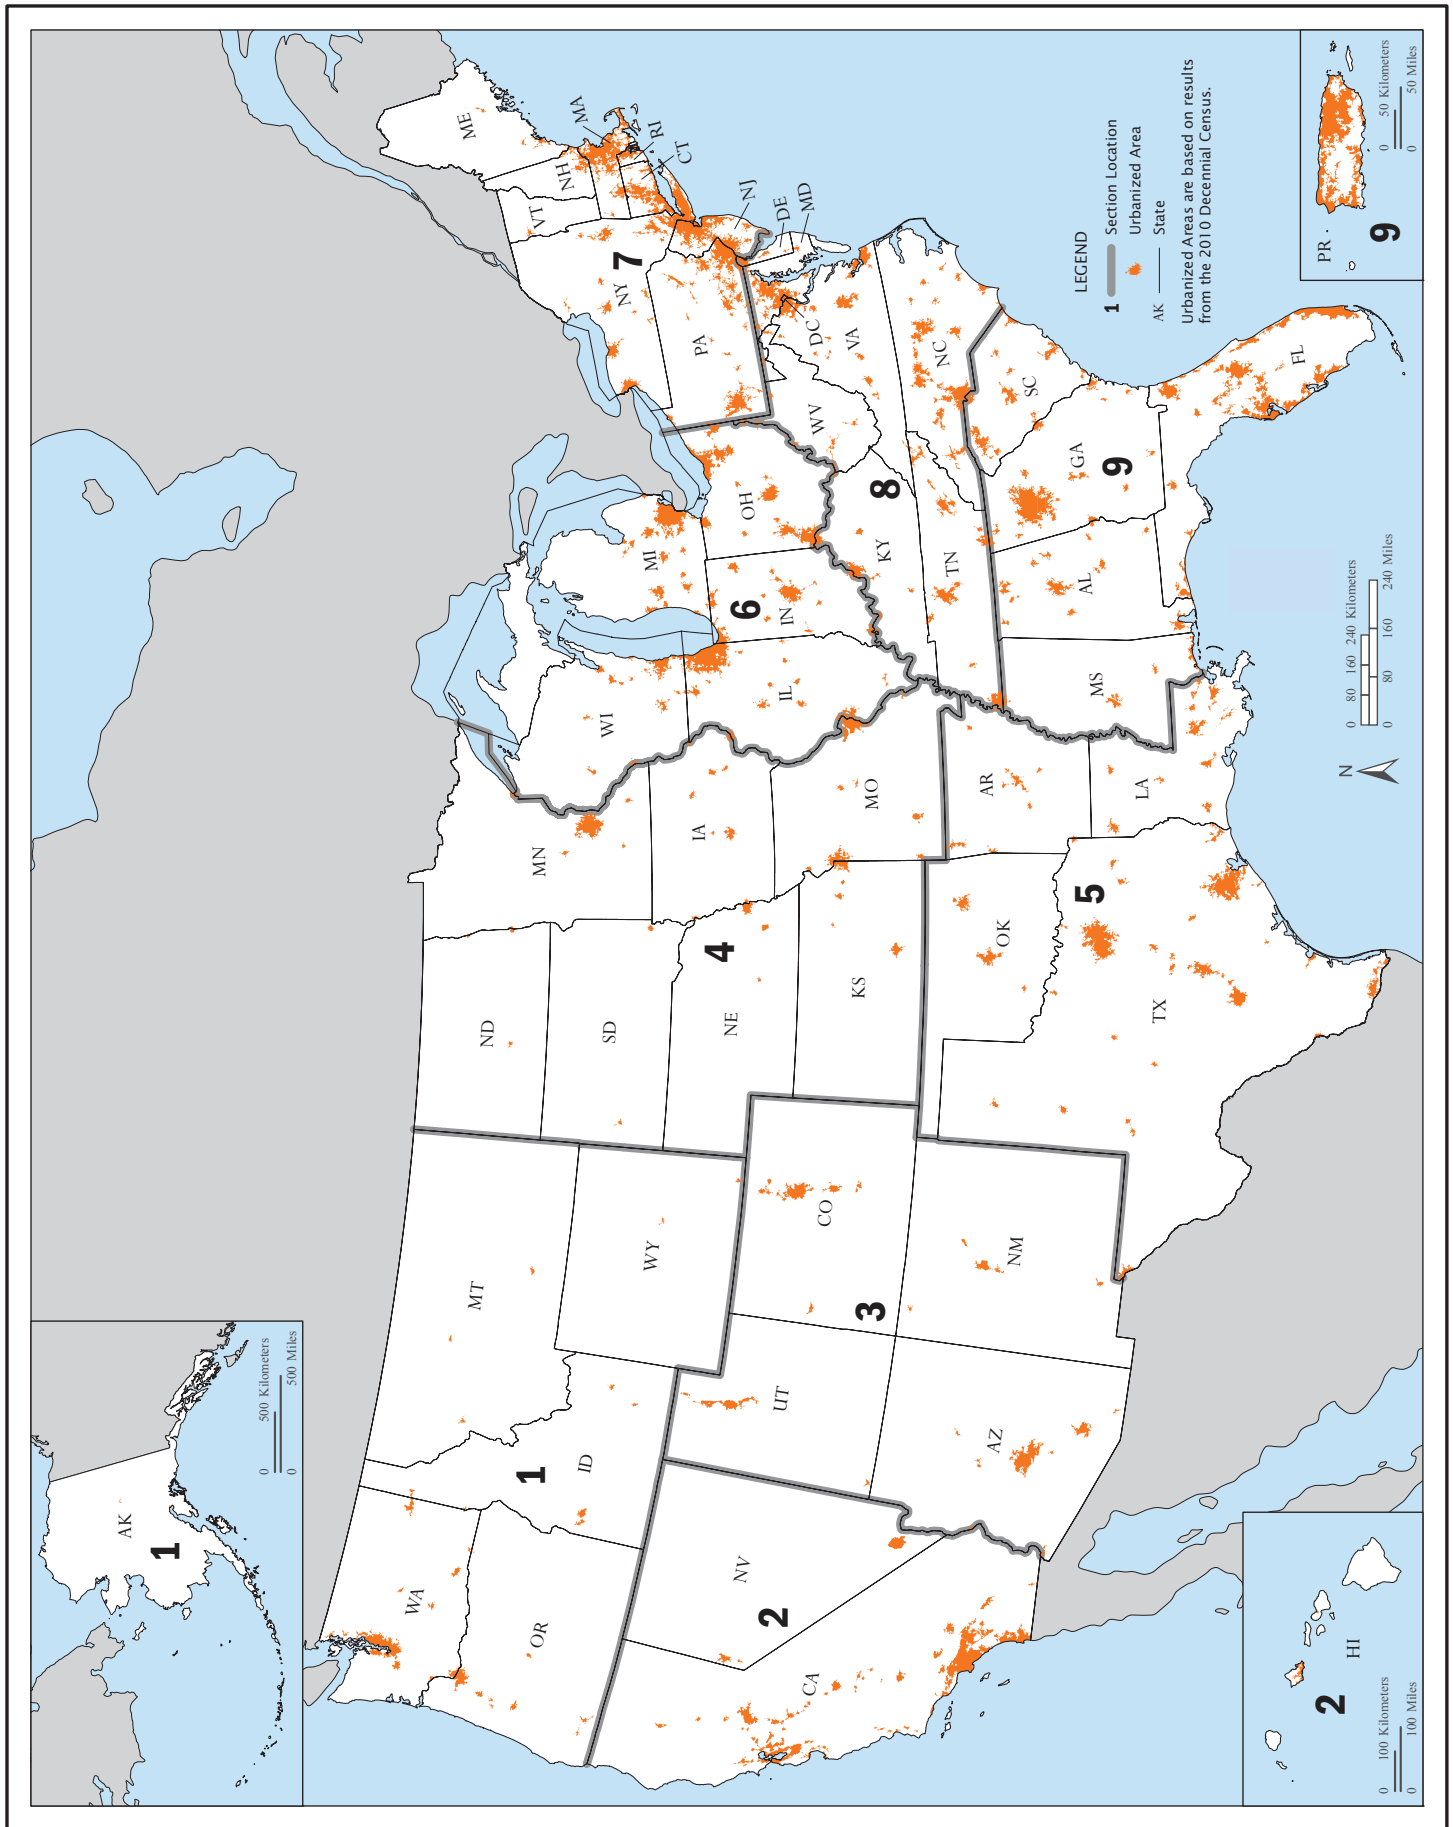 AK
1
0 500 Kilometers
0 500 Miles
WA
OR
1
ID
MT
WY
NV
2
CA
UT
CO
3
AZ
NM
ND
SD
NE
4
KS
MN
IA
MO
OK
5
TX
AR
LA
WI
MI
IL
6
IN
OH
ME
NH
VT
MA
RI
CT
NY
7
PA
NJ
DE
MD
DC
WV
VA
8
KY
TN
NC
SC
MS
AL
GA
9
FL
2
HI
0 100 Kilometers
0 100 Miles
N
0 80 160 240 Kilometers
0 80 160 240 Miles
LEGEND
1 Section Location
Urbanized Area
AK State
Urbanized Areas are based on results
from the 2010 Decennial Census.
PR
9
0 50 Kilometers
0 50 Miles